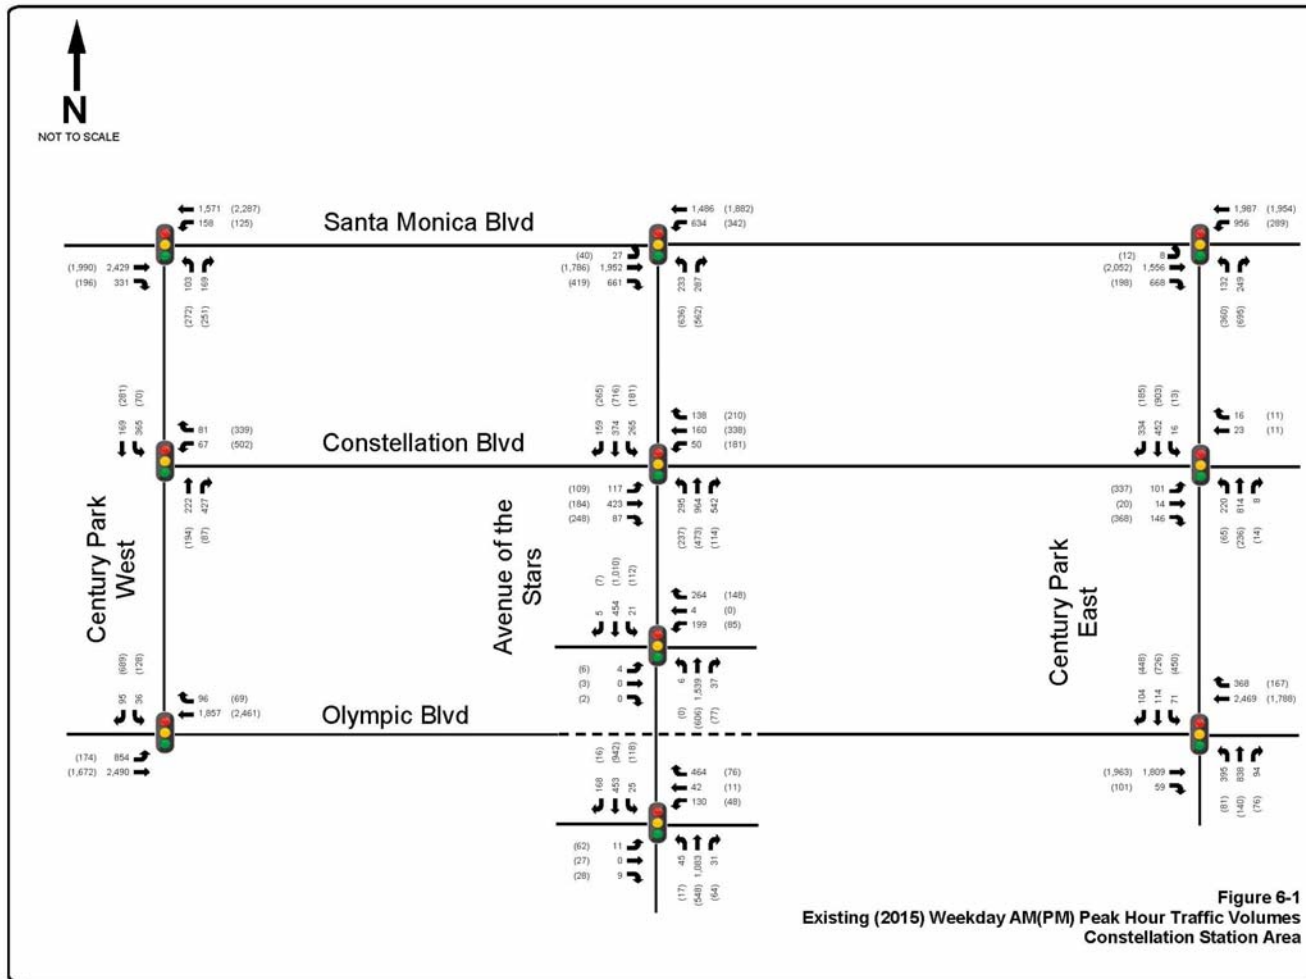 N
NOT TO SCALE
Santa Monica Blvd
1,571 (2,287)
158 (125)
(1,990) 2,429
(196) 331
103 169
(272) (251)
1,486 (1,882)
634 (342)
(40) 27
(1,786) 1,952
(419) 661
233 287
(636) (562)
1,987 (1,954)
956 (289)
(12) 8
(2,052) 1,556
(198) 668
132 249
(360) (695)
Constellation Blvd
(281) (70)
169 365
81 (339)
67 (502)
222 427
(194) (87)
(265) (716) (181)
159 374 265
138 (210)
160 (338)
50 (181)
(109) 117
(184) 423
(248) 87
295 964 542
(237) (473) (114)
(185) (903) (13)
334 452 16
16 (11)
23 (11)
(337) 101
(20) 14
(368) 146
220 814 8
(65) (236) (14)
Century Park
West
Avenue of the
Stars
Century Park
East
(7) (1,010) (112)
5 454 21
264 (148)
4 (0)
199 (85)
(6) 4
(3) 0
(2) 0
6 1,539 37
(0) (606) (77)
Olympic Blvd
(689) (128)
95 36
96 (69)
1,857 (2,461)
(174) 854
(1,672) 2,490
(16) (942) (118)
168 453 25
464 (76)
42 (11)
130 (48)
(62) 11
(27) 0
(28) 9
45 1,083 31
(17) (548) (64)
(448) (726) (450)
104 114 71
368 (167)
2,469 (1,788)
(1,963) 1,809
(101) 59
395 838 94
(81) (140) (76)
Figure 6-1
Existing (2015) Weekday AM(PM) Peak Hour Traffic Volumes
Constellation Station Area